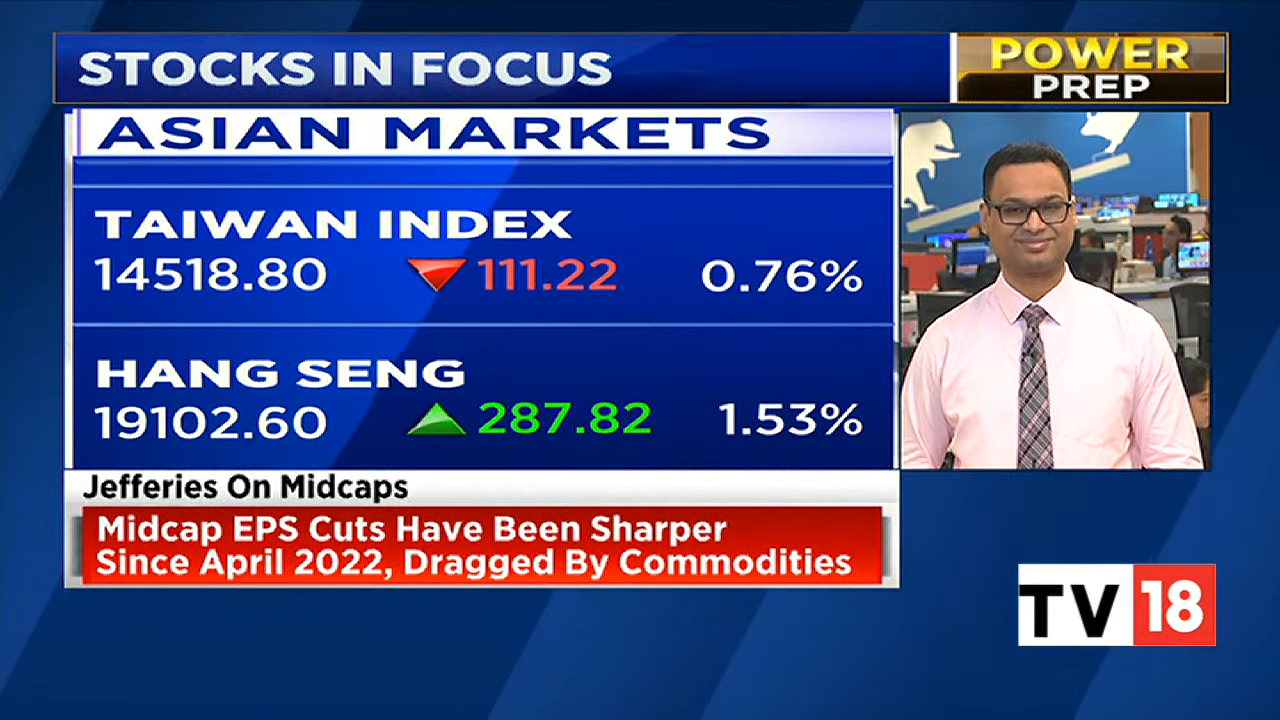 STOCKS IN FOCUS
POWER
PREP
ASIAN MARKETS
TAIWAN INDEX
14518.80 111.22 0.76%
HANG SENG
19102.60 287.82 1.53%
Jefferies On Midcaps
Midcap EPS Cuts Have Been Sharper
Since April 2022, Dragged By Commodities
TV18